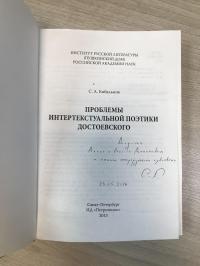 ИНСТИТУТ РУССКОЙ ЛИТЕРАТУРЫ
(ПУШКИНСКИЙ ДОМ)
РОССИЙСКОЙ АКАДЕМИИ НАУК
С. А. Кибальник
ПРОБЛЕМЫ
ИНТЕРТЕКСТУАЛЬНОЙ ПОЭТИКИ
ДОСТОЕВСКОГО
Санкт-Петербург
ИД «Петрополис»
2013